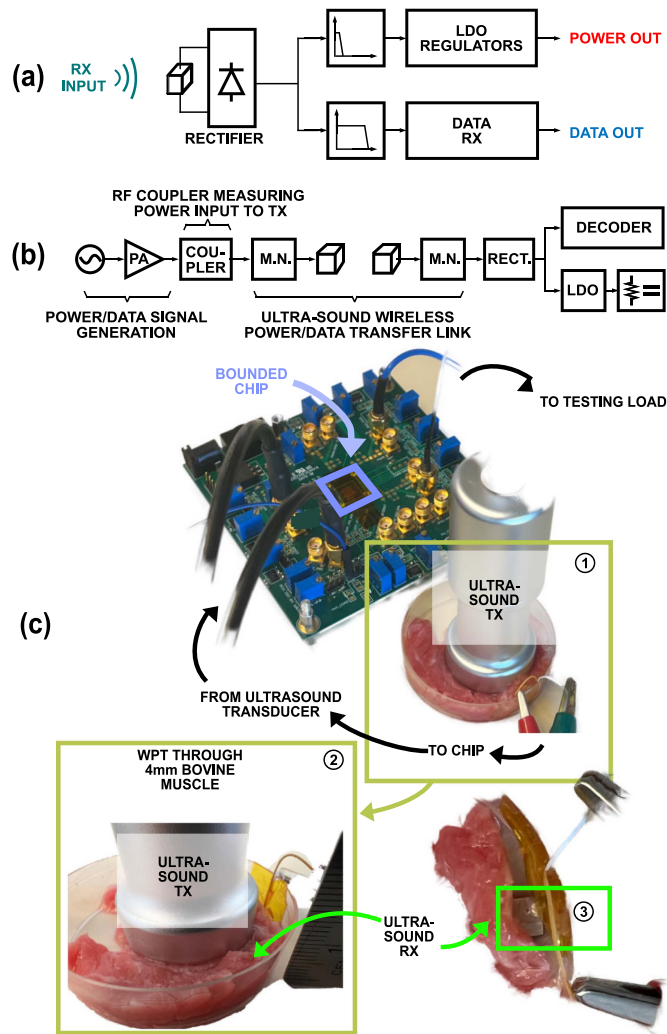 (a)
RX
INPUT
RECTIFIER
LDO
REGULATORS
POWER OUT
DATA
RX
DATA OUT
(b)
RF COUPLER MEASURING
POWER INPUT TO TX
PA
COU-
PLER
M.N.
M.N.
RECT.
DECODER
LDO
POWER/DATA SIGNAL
GENERATION
ULTRA-SOUND WIRELESS
POWER/DATA TRANSFER LINK
(c)
BOUNDED
CHIP
TO TESTING LOAD
1
ULTRA-
SOUND
TX
FROM ULTRASOUND
TRANSDUCER
TO CHIP
WPT THROUGH
4mm BOVINE
MUSCLE
2
ULTRA-
SOUND
TX
ULTRA-
SOUND
RX
3